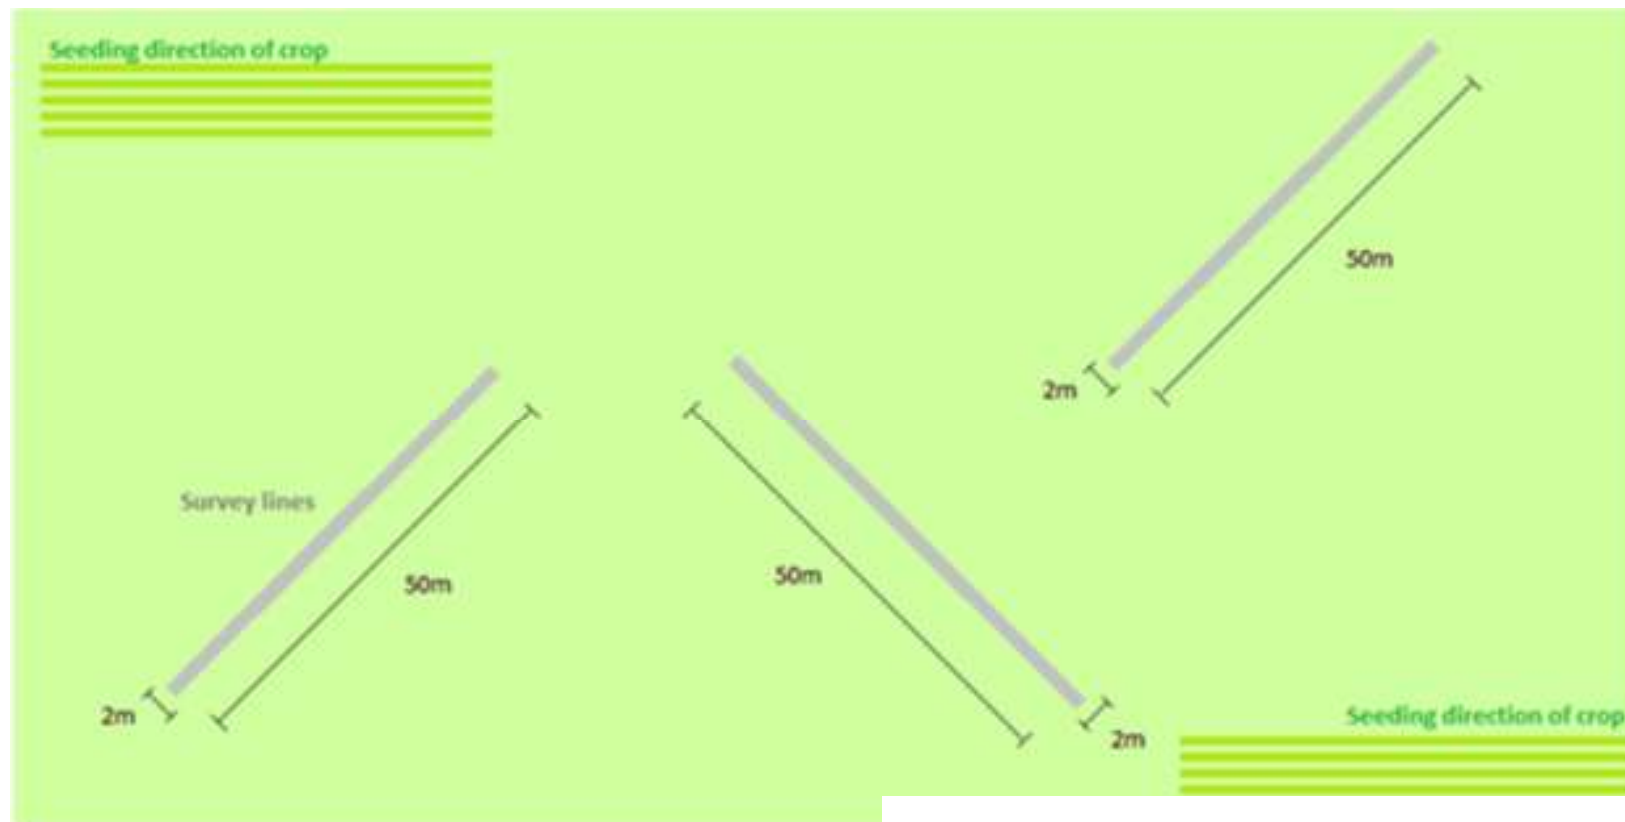 Seeding direction of crop
50m
2m
Survey lines
50m
50m
2m
2m
Seeding direction of crop